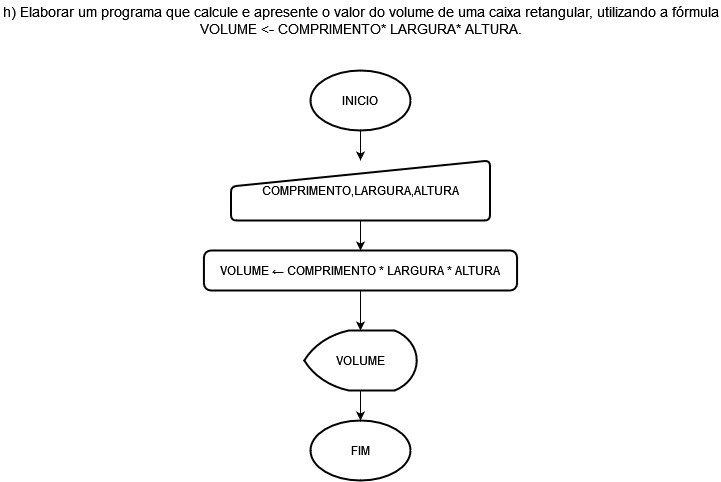 h) Elaborar um programa que calcule e apresente o valor do volume de uma caixa retangular, utilizando a fórmula
VOLUME <- COMPRIMENTO* LARGURA* ALTURA.
INICIO
COMPRIMENTO,LARGURA,ALTURA
VOLUME ← COMPRIMENTO * LARGURA * ALTURA
VOLUME
FIM